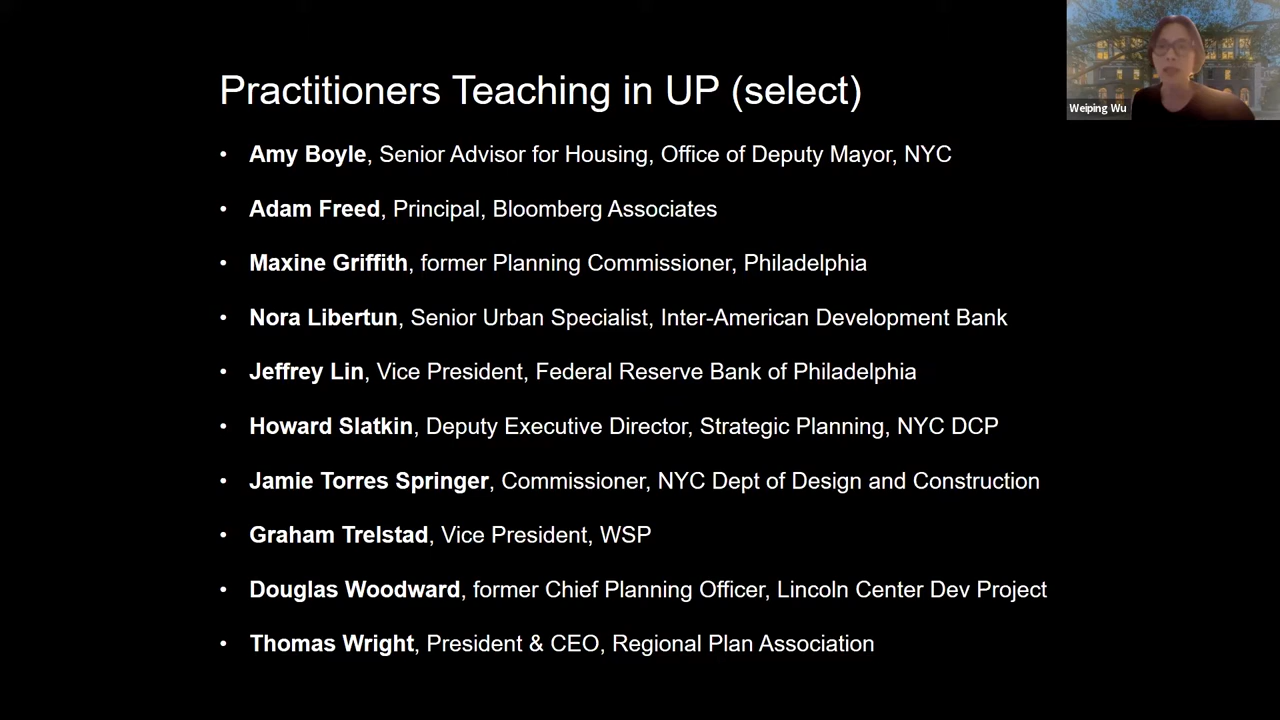 Practitioners Teaching in UP (select)
Weiping Wu
• Amy Boyle, Senior Advisor for Housing, Office of Deputy Mayor, NYC
• Adam Freed, Principal, Bloomberg Associates
• Maxine Griffith, former Planning Commissioner, Philadelphia
• Nora Libertun, Senior Urban Specialist, Inter-American Development Bank
• Jeffrey Lin, Vice President, Federal Reserve Bank of Philadelphia
• Howard Slatkin, Deputy Executive Director, Strategic Planning, NYC DCP
• Jamie Torres Springer, Commissioner, NYC Dept of Design and Construction
• Graham Trelstad, Vice President, WSP
• Douglas Woodward, former Chief Planning Officer, Lincoln Center Dev Project
• Thomas Wright, President & CEO, Regional Plan Association